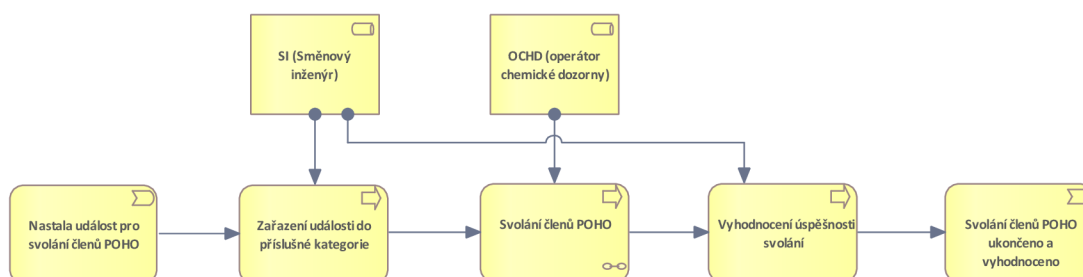 SI (Směnový
inženýr)
OCHD (operátor
chemické dozorny)
Nastala událost pro
svolání členů POHO
Zařazení události do
příslušné kategorie
Svolání členů POHO
Vyhodnocení úspěšnosti
svolání
Svolání členů POHO
ukončeno a
vyhodnoceno